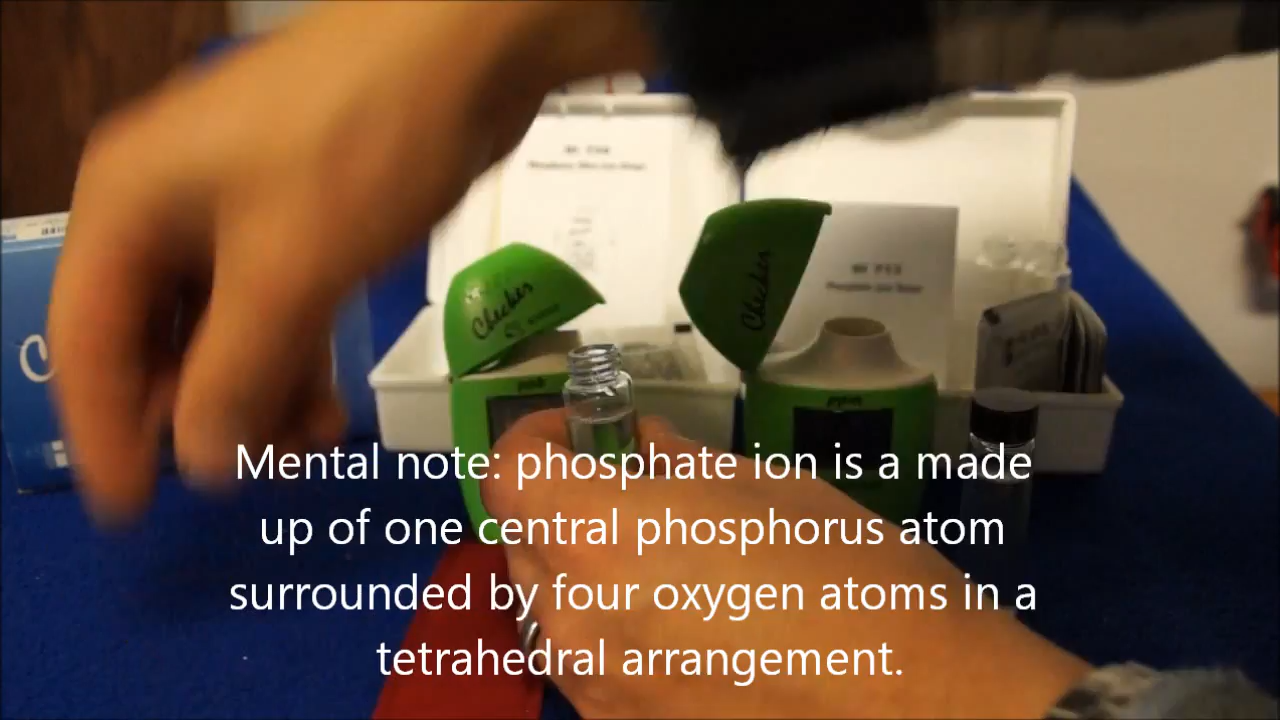 Checker
Checker
ppb
ppm
Mental note: phosphate ion is a made
up of one central phosphorus atom
surrounded by four oxygen atoms in a
tetrahedral arrangement.